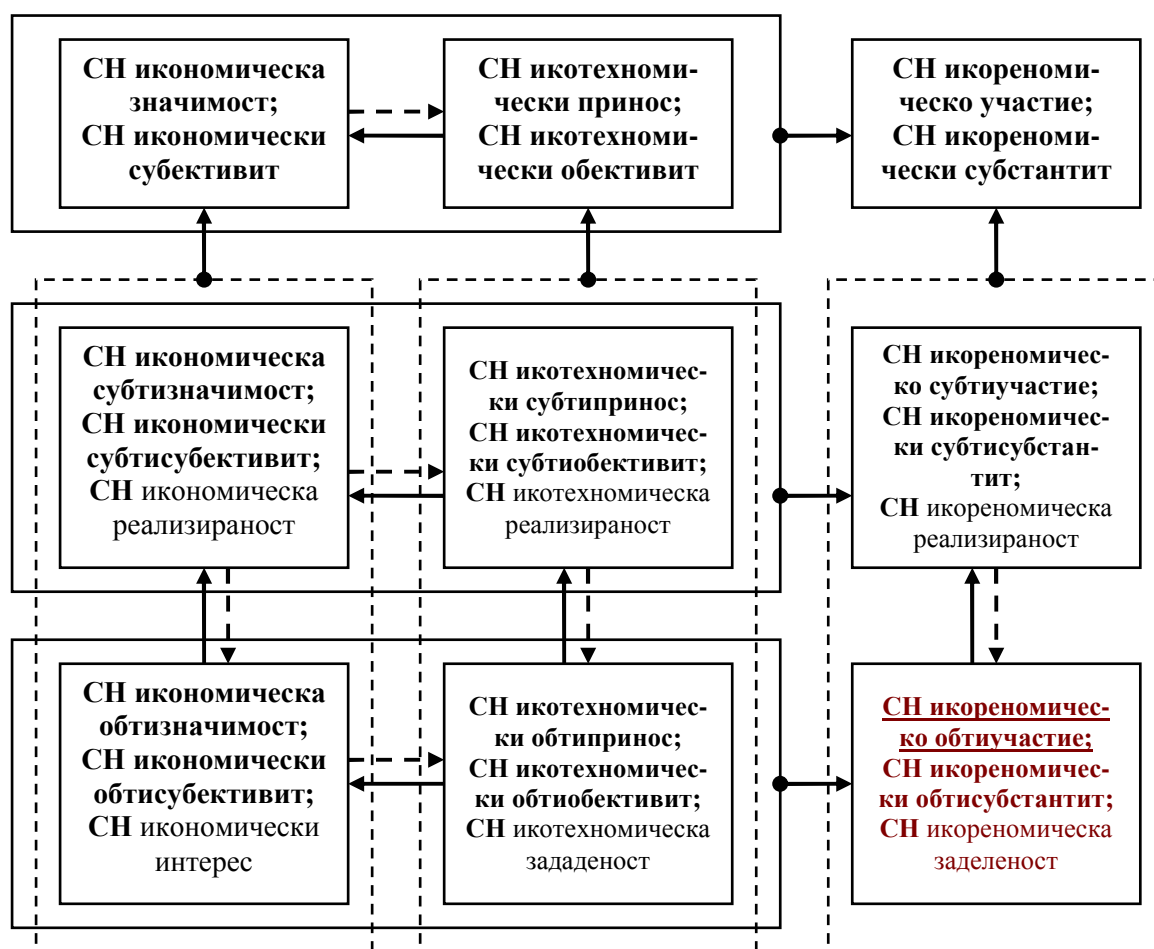 СН икономическа
значимост;
СН икономически
субективит
СН икотехноми-
чески принос;
СН икотехноми-
чески обективит
СН икореноми-
ческо участие;
СН икореноми-
чески субстантит
СН икономическа
субтизначимост;
СН икономически
субтисубективит;
СН икономическа
реализираност
СН икотехномичес-
ки субтипринос;
СН икотехномичес-
ки субтиобективит;
СН икотехномическа
реализираност
СН икореномичес-
ко субтиучастие;
СН икореномичес-
ки субтисубстан-
тит;
СН икореномическа
реализираност
СН икономическа
обтизначимост;
СН икономически
обтисубективит;
СН икономически
интерес
СН икотехномичес-
ки обтипринос;
СН икотехномичес-
ки обтиобективит;
СН икотехномическа
зададеност
СН икореномичес-
ко обтиучастие;
СН икореномичес-
ки обтисубстантит;
СН икореномическа
заделеност